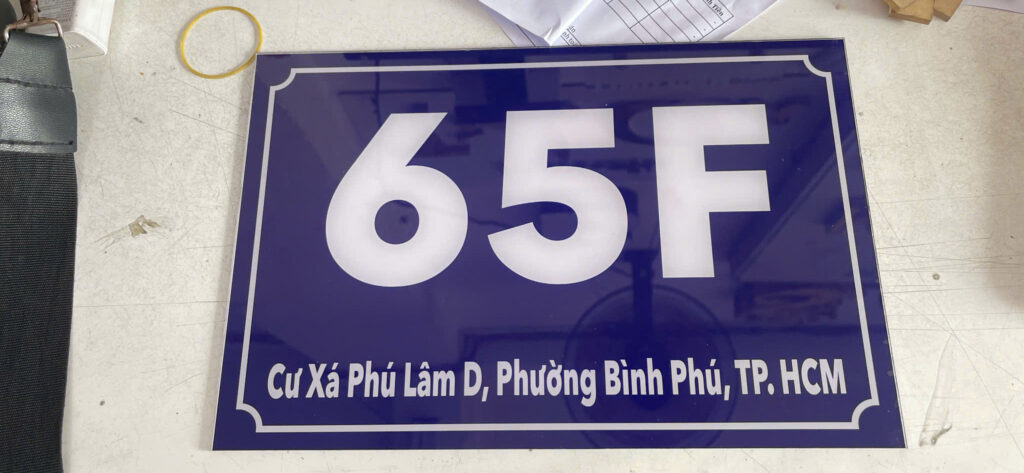 65F
Cư Xá Phú Lâm D, Phường Bình Phú, TP. HCM